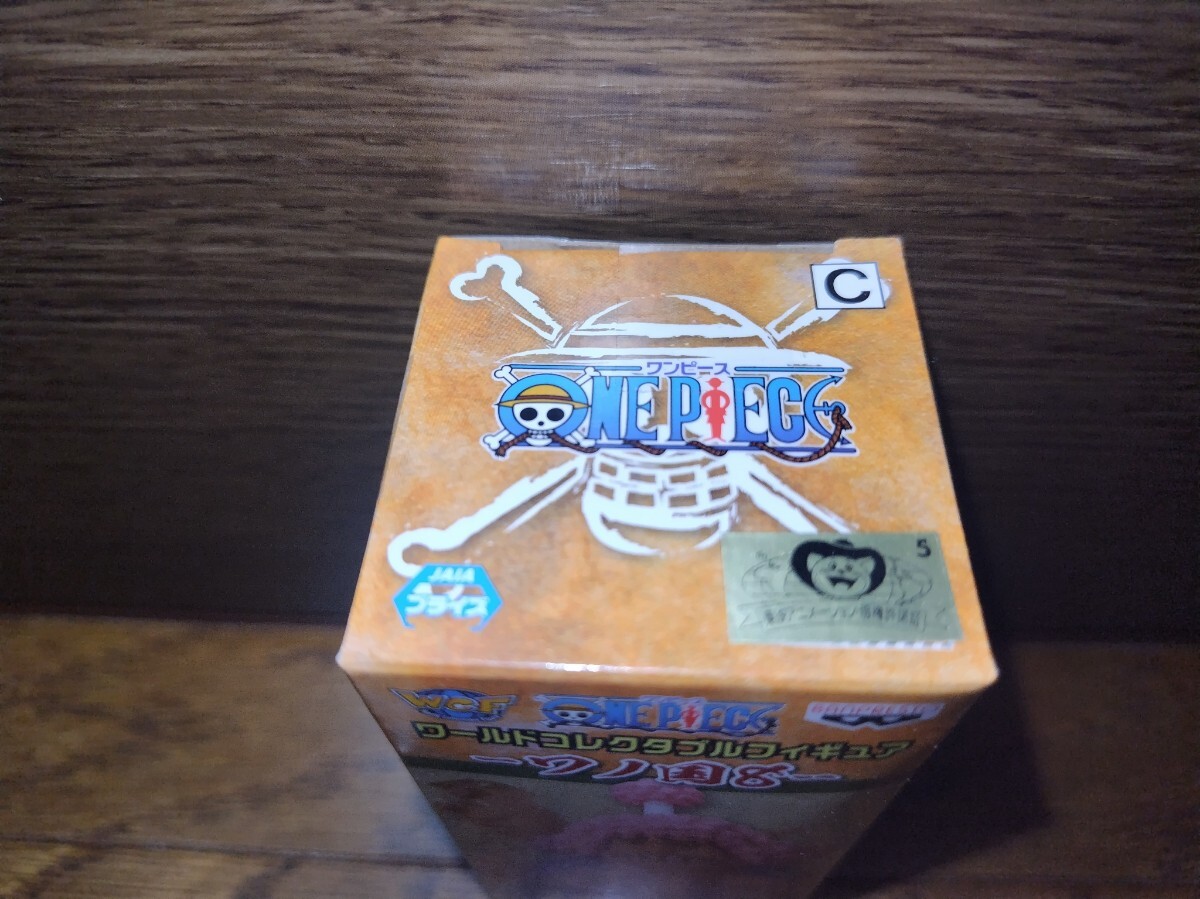 C
ワンピース
ONE PIECE
5
JAIA
プライズ
WCF
ONE PIECE
BANPRESTO
ワールドコレクタブルフィギュア
-ワノ国8-